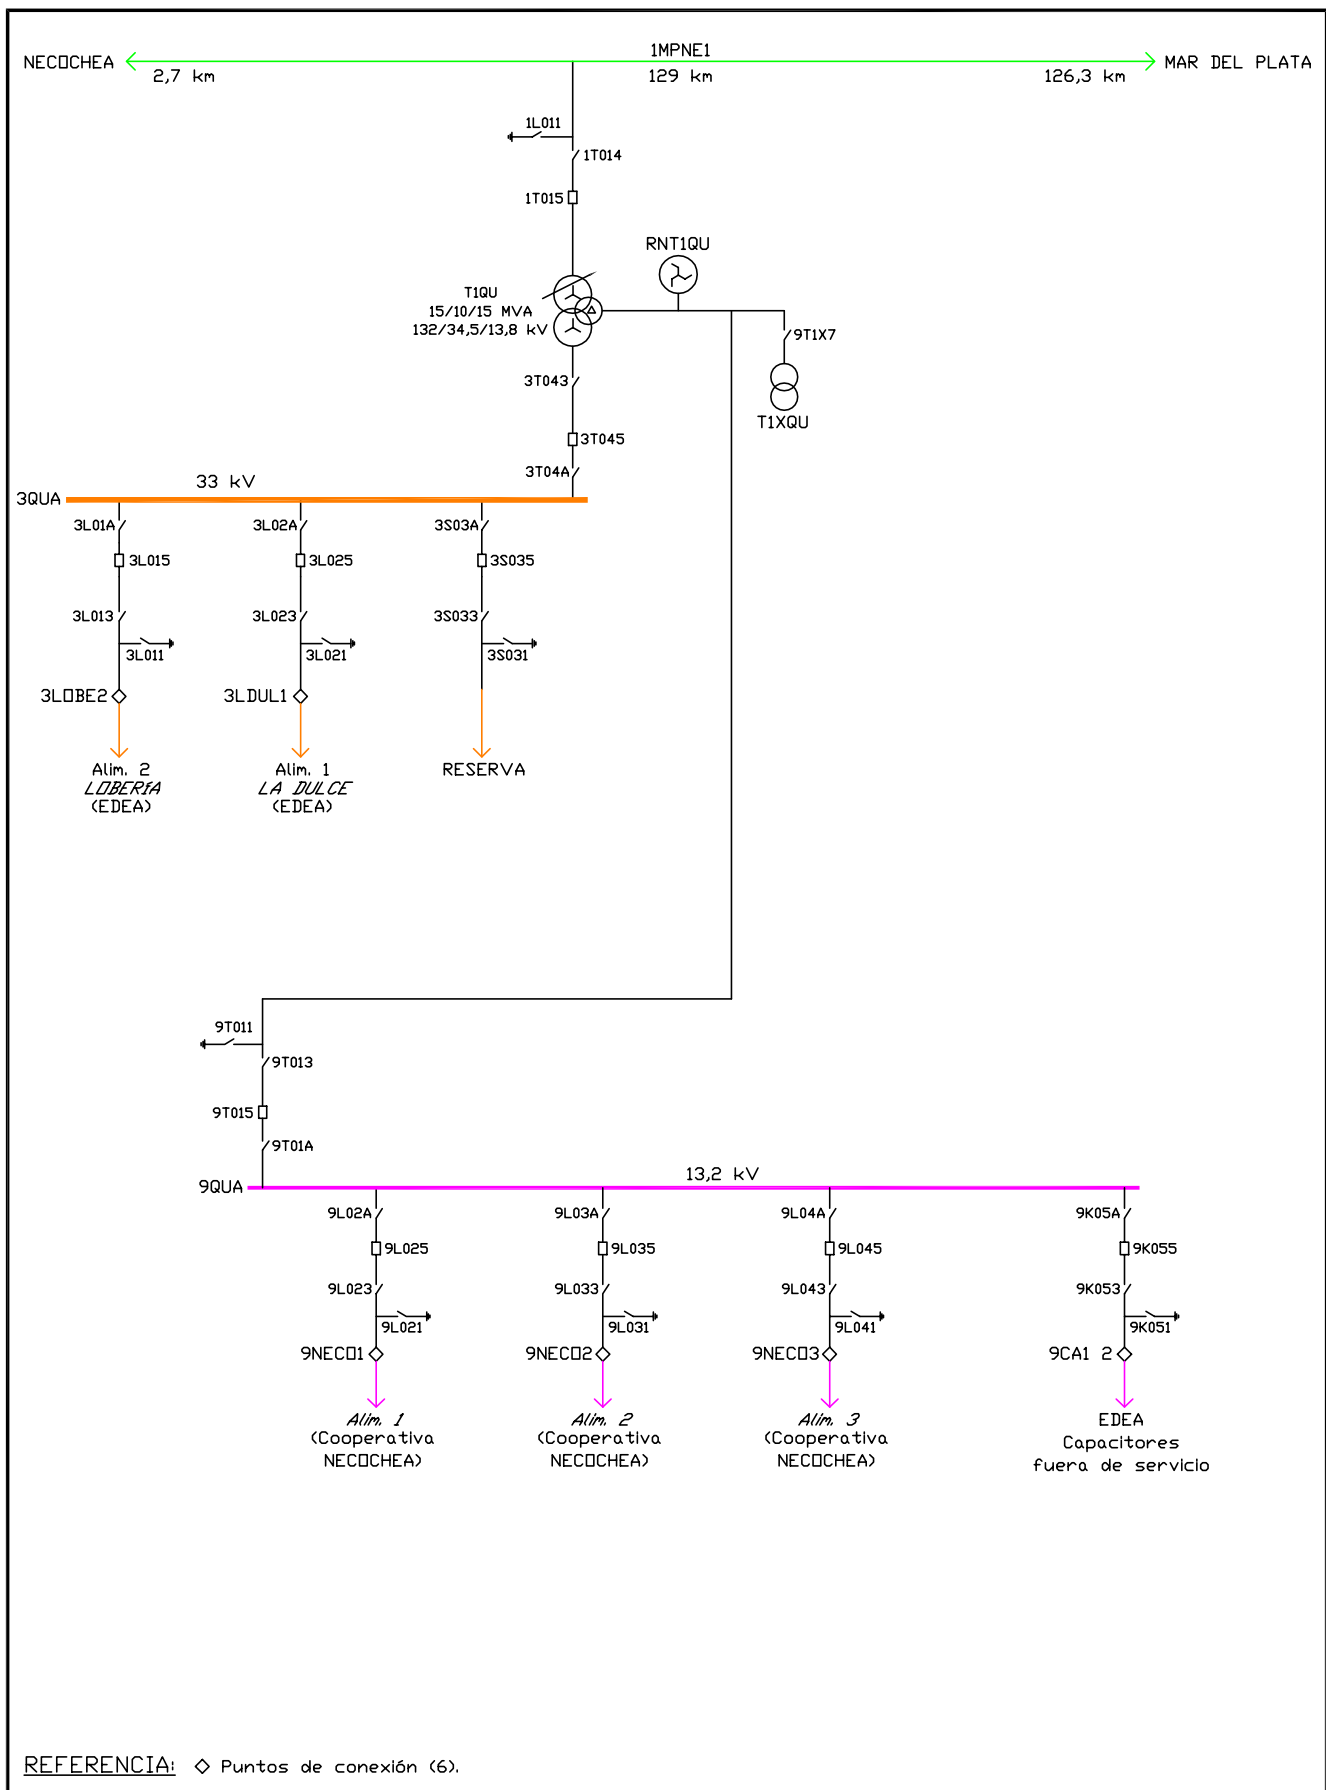 1MPNE1
NECOCHEA
MAR DEL PLATA
2,7 km
129 km
126,3 km
1L011
1T014
1T015
RNT1QU
T1QU
15/10/15 MVA
132/34,5/13,8 kV
9T1X7
3T043
T1XQU
3T045
3T04A
33 kV
3QUA
3L01A
3L02A
3S03A
3L015
3L025
3S035
3L013
3L023
3S033
3L011
3L021
3S031
3LOBE2
3LDUL1
Alim. 2
LOBERÍA
(EDEA)
Alim. 1
LA DULCE
(EDEA)
RESERVA
9T011
9T013
9T015
9T01A
13,2 kV
9QUA
9L02A
9L03A
9L04A
9K05A
9L025
9L035
9L045
9K055
9L023
9L033
9L043
9K053
9L021
9L031
9L041
9K051
9NECO1
9NECO2
9NECO3
9CA1 2
Alim. 1
(Cooperativa
NECOCHEA)
Alim. 2
(Cooperativa
NECOCHEA)
Alim. 3
(Cooperativa
NECOCHEA)
EDEA
Capacitores
fuera de servicio
REFERENCIA: ◇ Puntos de conexión (6).